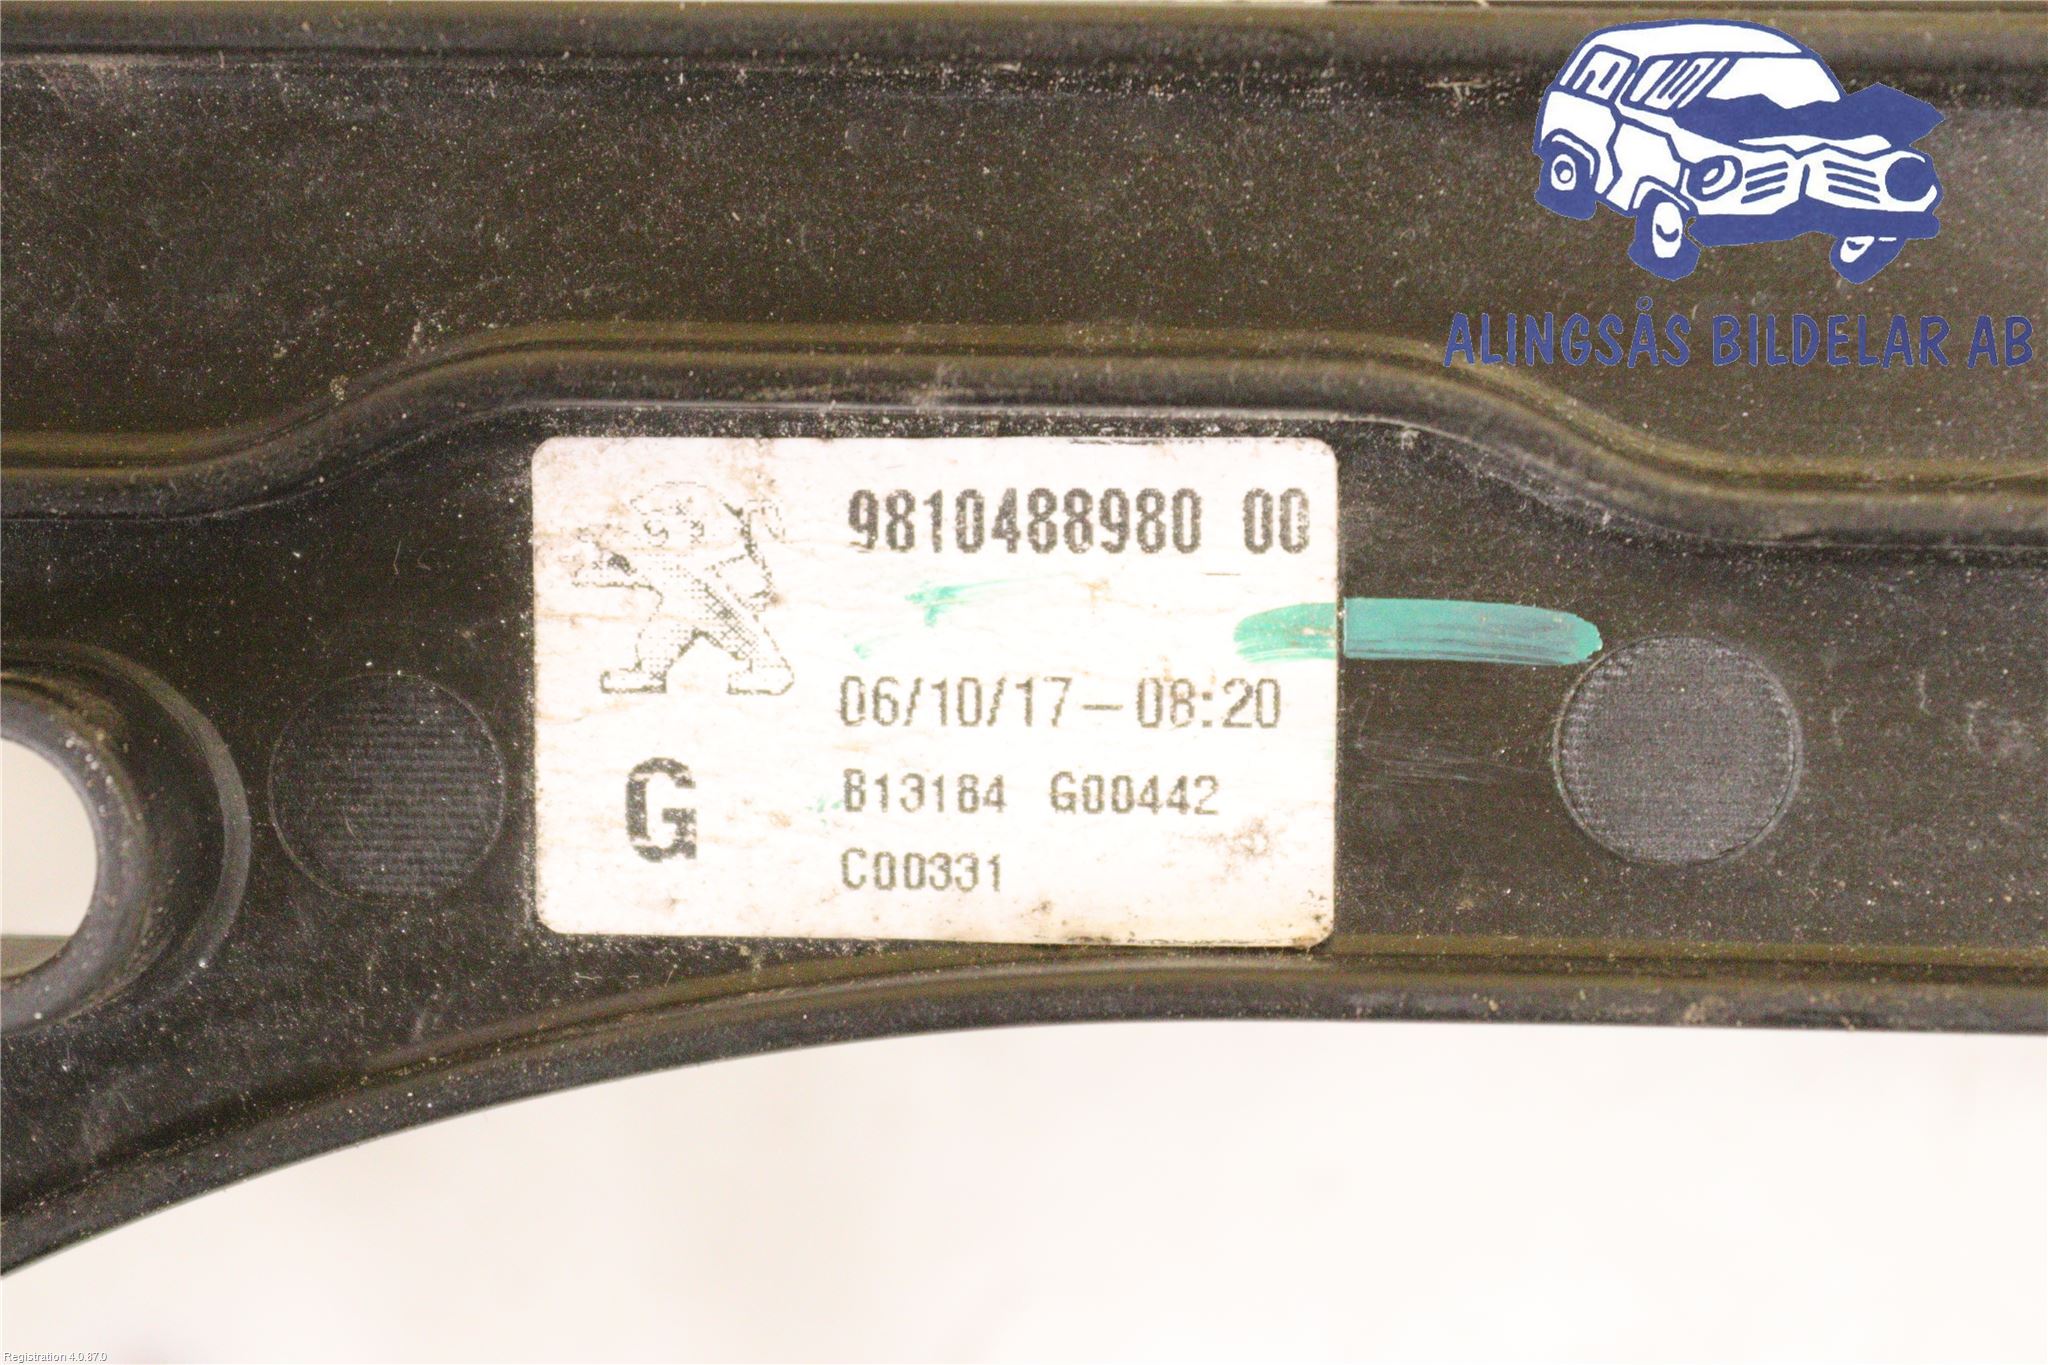 ALINGSÅS BILDELAR AB
9810488980 00
06/10/17-08:20
G
B13184 G00442
C00331
Registration 4.0.87.0